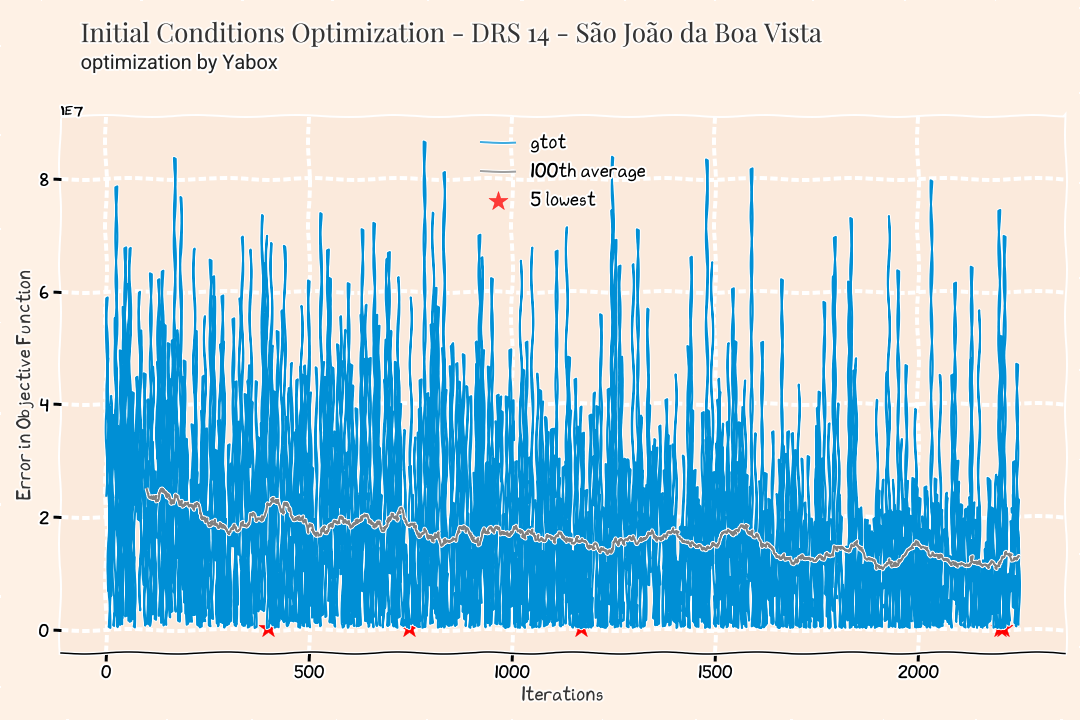 Initial Conditions Optimization - DRS 14 - São João da Boa Vista
optimization by Yabox
1E7
gtot
100th average
5 lowest
8
6
4
2
0
Error in Objective Function
0 500 1000 1500 2000
Iterations